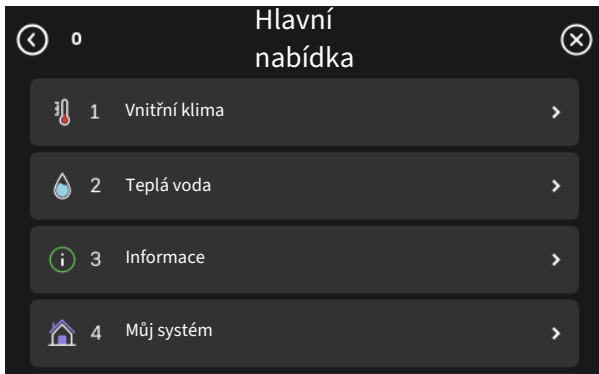 0
Hlavní
nabídka
1 Vnitřní klima
2 Teplá voda
3 Informace
4 Můj systém